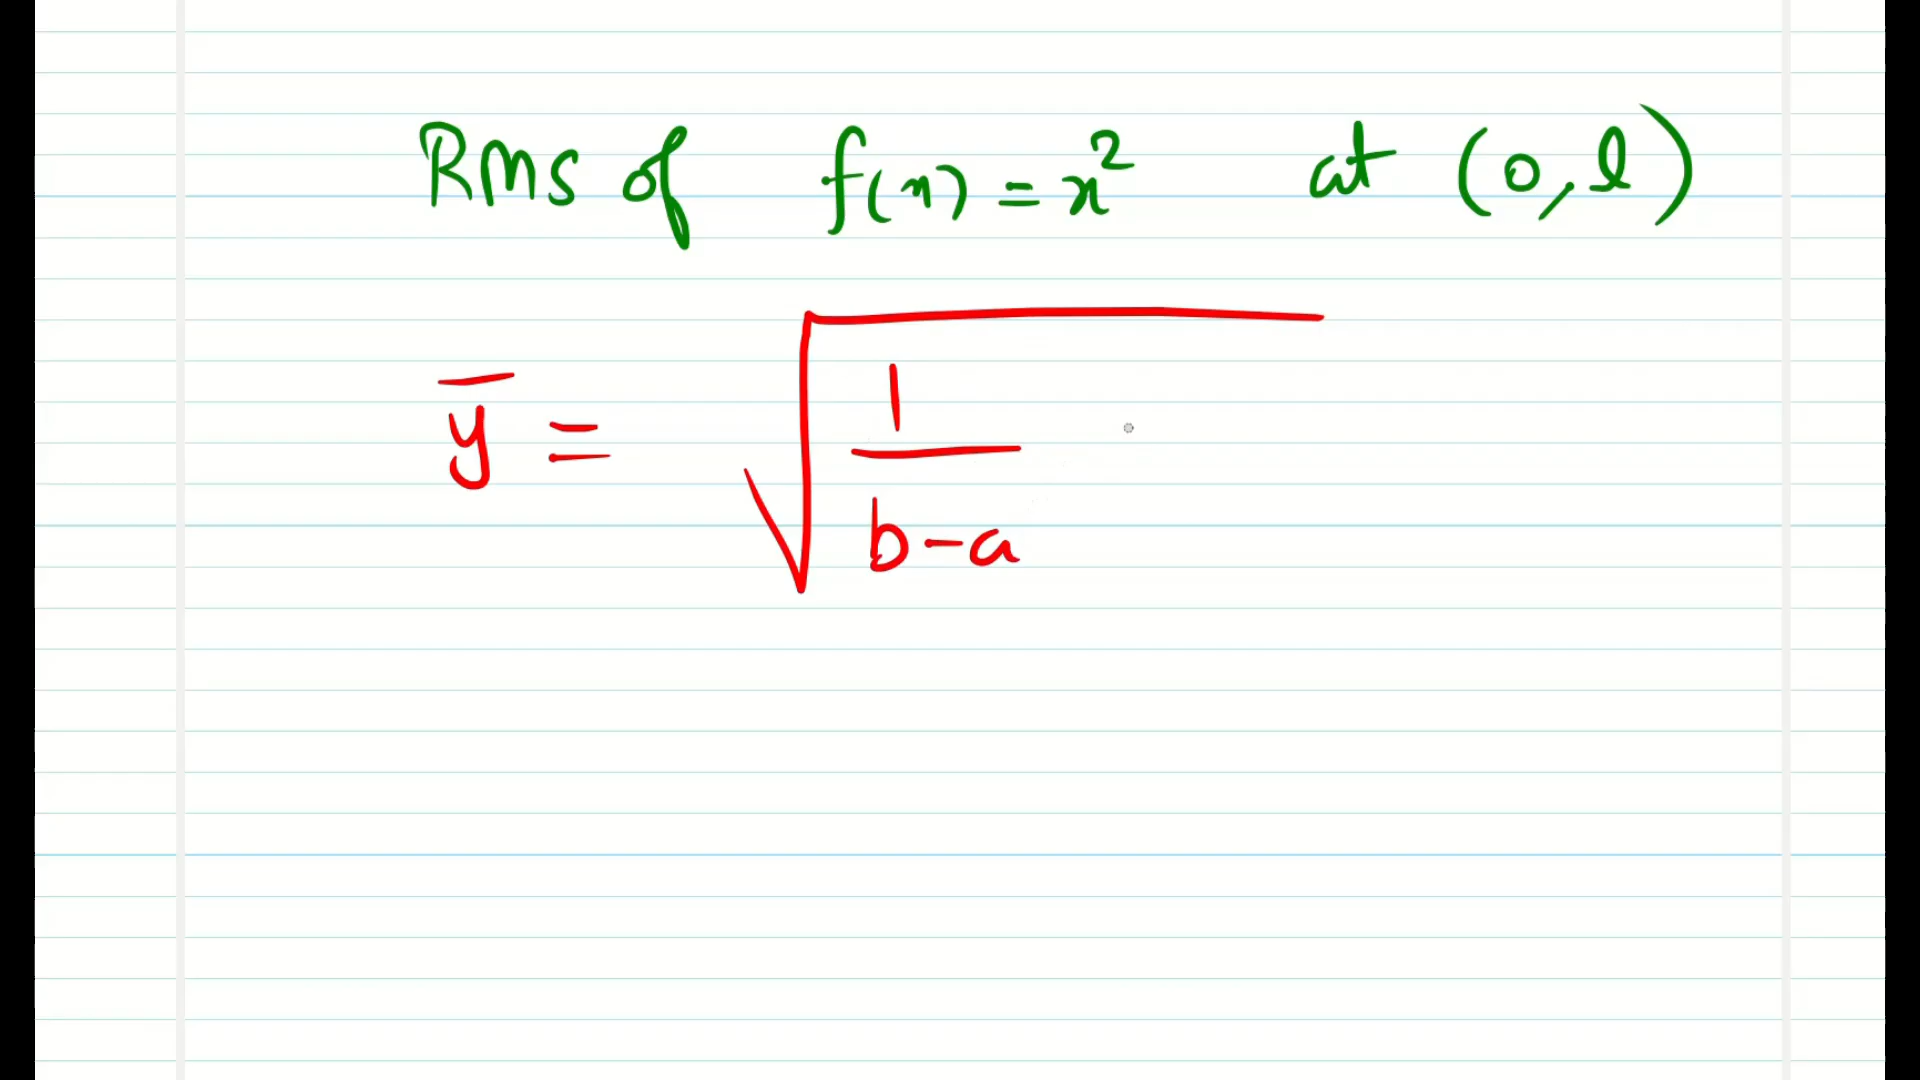 Rms of f(x) = x² at (0, l)
y̅ = √ 1
b-a